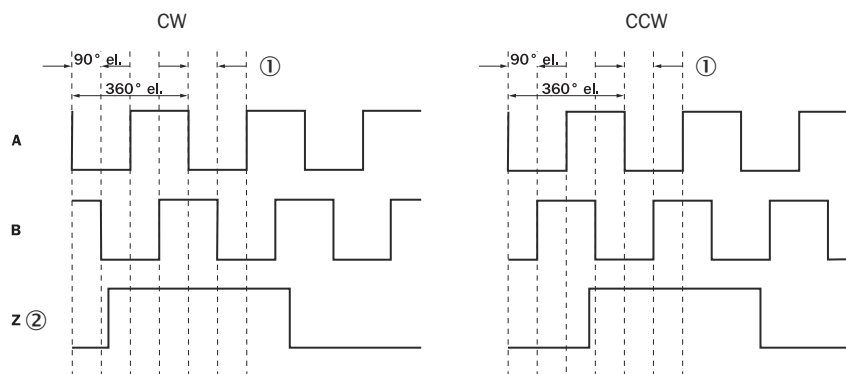 CW CCW
90° el. ① 90° el. ①
360° el. 360° el.
A
B
Z ②